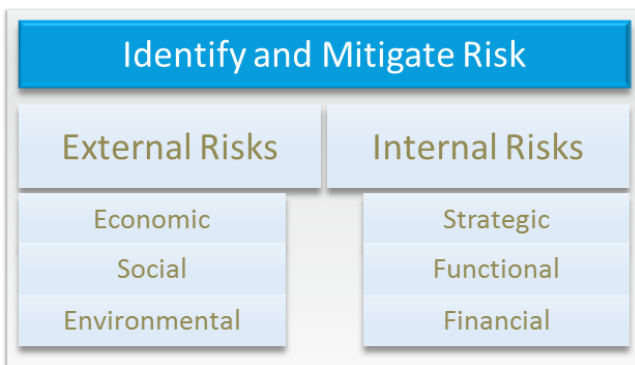 Identify and Mitigate Risk
External Risks
Internal Risks
Economic
Social
Environmental
Strategic
Functional
Financial